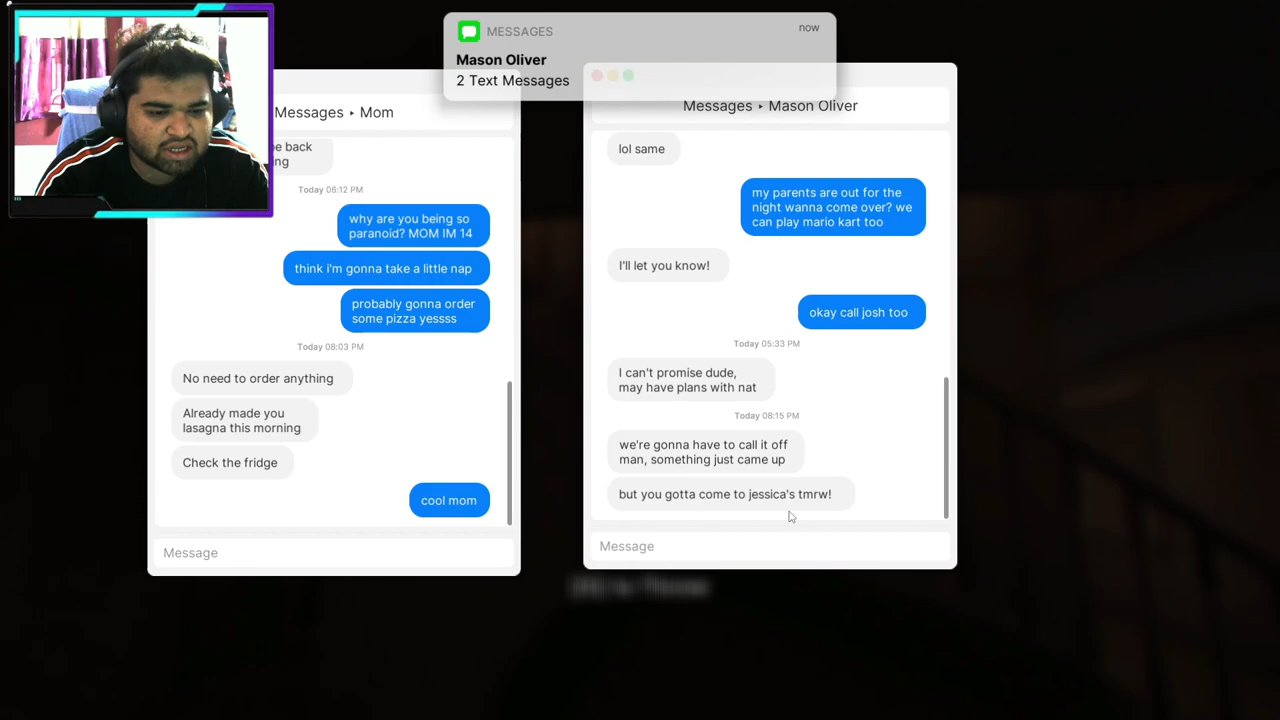 MESSAGES
now
Mason Oliver
2 Text Messages
Messages ‣ Mom
be back
ng
Today 06:12 PM
why are you being so
paranoid? MOM IM 14
think i'm gonna take a little nap
probably gonna order
some pizza yessss
Today 08:03 PM
No need to order anything
Already made you
lasagna this morning
Check the fridge
cool mom
Message
Messages ‣ Mason Oliver
lol same
my parents are out for the
night wanna come over? we
can play mario kart too
I'll let you know!
okay call josh too
Today 05:33 PM
I can't promise dude,
may have plans with nat
Today 08:15 PM
we're gonna have to call it off
man, something just came up
but you gotta come to jessica's tmrw!
Message